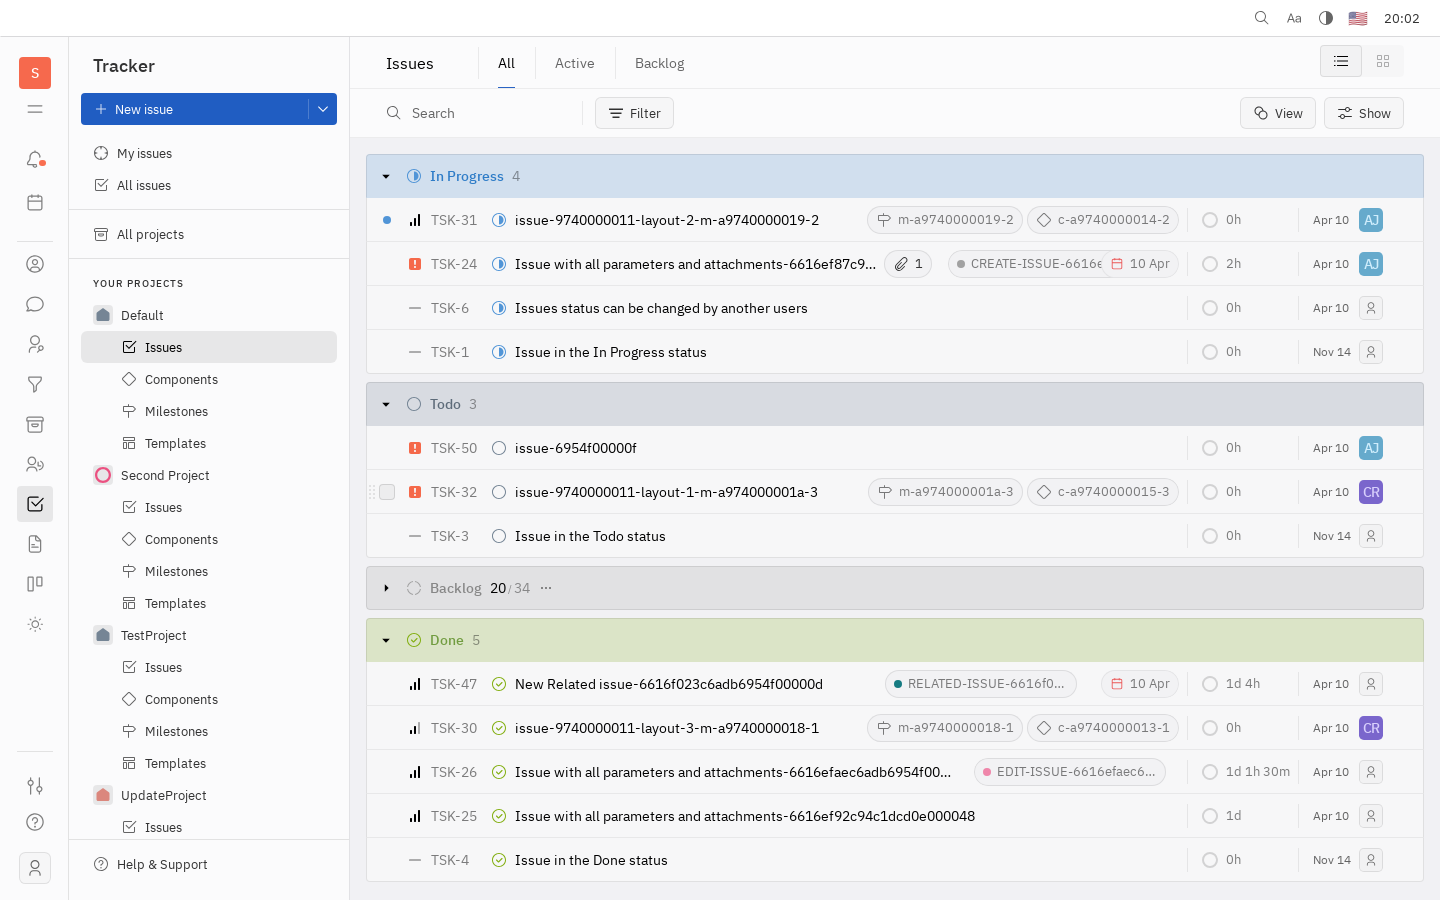 Aa 20:02
S
Tracker
New issue
My issues
All issues
All projects
YOUR PROJECTS
Default
Issues
Components
Milestones
Templates
Second Project
Issues
Components
Milestones
Templates
TestProject
Issues
Components
Milestones
Templates
UpdateProject
Issues
Help & Support
Issues All Active Backlog
Search Filter View Show
In Progress 4
TSK-31 issue-9740000011-layout-2-m-a9740000019-2 m-a9740000019-2 c-a9740000014-2 0h Apr 10 AJ
TSK-24 Issue with all parameters and attachments-6616ef87c9... 1 CREATE-ISSUE-6616e 10 Apr 2h Apr 10 AJ
TSK-6 Issues status can be changed by another users 0h Apr 10
TSK-1 Issue in the In Progress status 0h Nov 14
Todo 3
TSK-50 issue-6954f00000f 0h Apr 10 AJ
TSK-32 issue-9740000011-layout-1-m-a974000001a-3 m-a974000001a-3 c-a9740000015-3 0h Apr 10 CR
TSK-3 Issue in the Todo status 0h Nov 14
Backlog 20/34 ...
Done 5
TSK-47 New Related issue-6616f023c6adb6954f00000d RELATED-ISSUE-6616f0... 10 Apr 1d 4h Apr 10
TSK-30 issue-9740000011-layout-3-m-a9740000018-1 m-a9740000018-1 c-a9740000013-1 0h Apr 10 CR
TSK-26 Issue with all parameters and attachments-6616efaec6adb6954f00... EDIT-ISSUE-6616efaec6... 1d 1h 30m Apr 10
TSK-25 Issue with all parameters and attachments-6616ef92c94c1dcd0e000048 1d Apr 10
TSK-4 Issue in the Done status 0h Nov 14